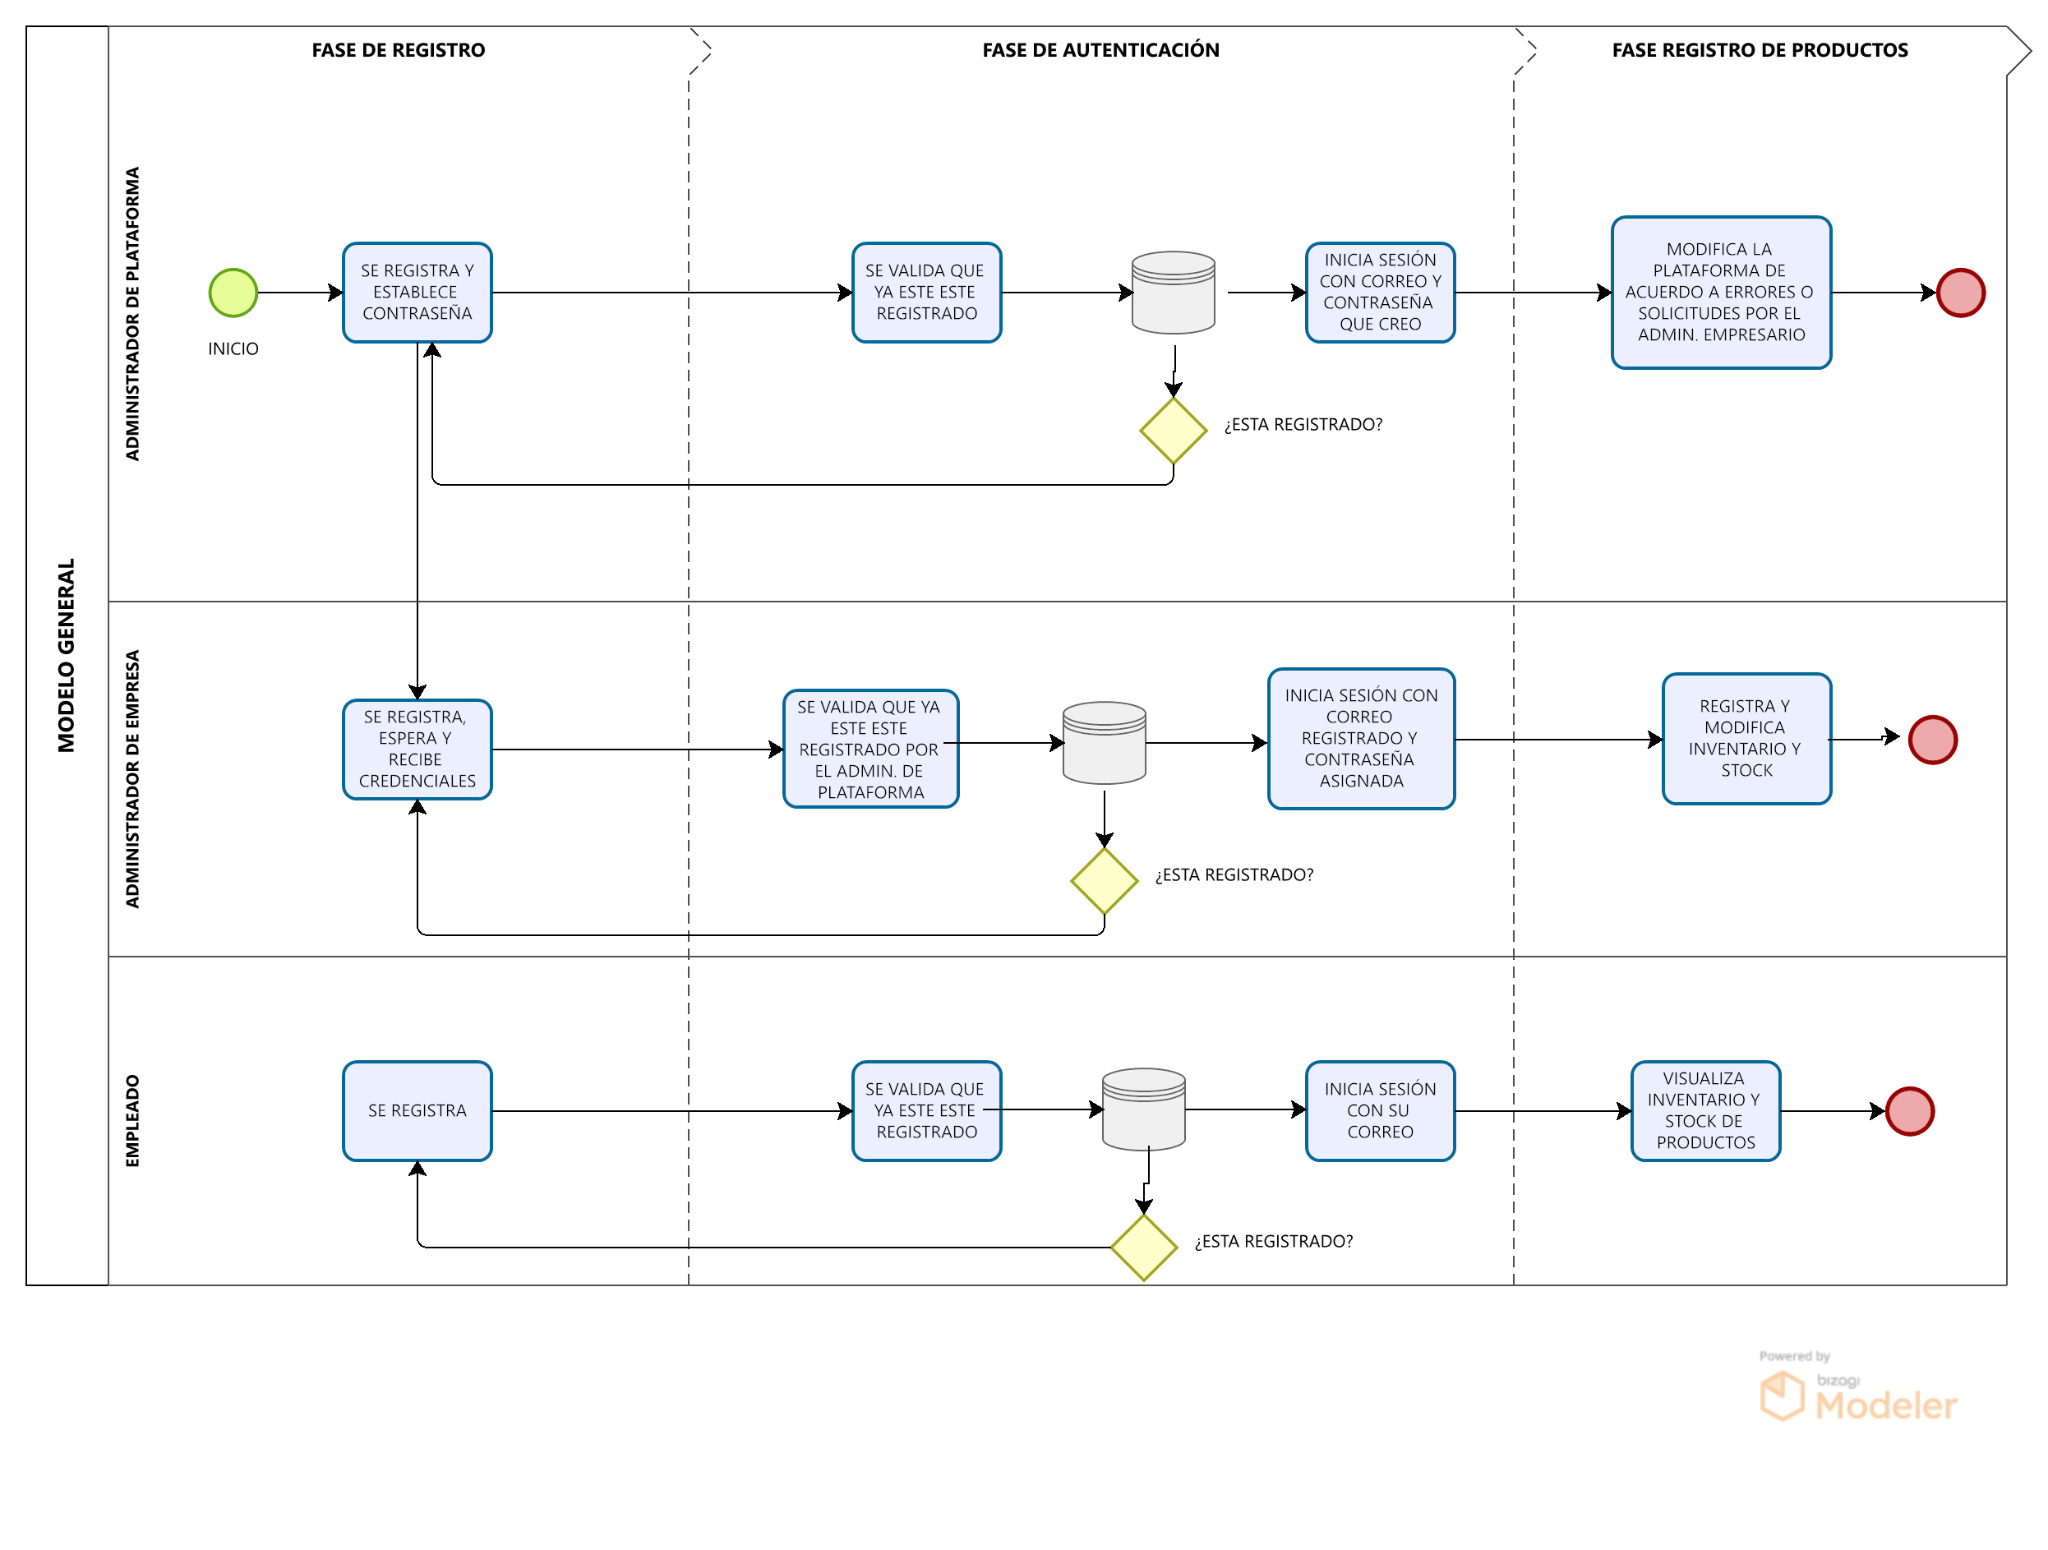 FASE DE REGISTRO
FASE DE AUTENTICACIÓN
FASE REGISTRO DE PRODUCTOS
MODELO GENERAL
ADMINISTRADOR DE PLATAFORMA
INICIO
SE REGISTRA Y
ESTABLECE
CONTRASEÑA
SE VALIDA QUE
YA ESTE ESTE
REGISTRADO
INICIA SESIÓN
CON CORREO Y
CONTRASEÑA
QUE CREO
MODIFICA LA
PLATAFORMA DE
ACUERDO A ERRORES O
SOLICITUDES POR EL
ADMIN. EMPRESARIO
¿ESTA REGISTRADO?
ADMINISTRADOR DE EMPRESA
SE REGISTRA,
ESPERA Y
RECIBE
CREDENCIALES
SE VALIDA QUE YA
ESTE ESTE
REGISTRADO POR
EL ADMIN. DE
PLATAFORMA
INICIA SESIÓN CON
CORREO
REGISTRADO Y
CONTRASEÑA
ASIGNADA
REGISTRA Y
MODIFICA
INVENTARIO Y
STOCK
¿ESTA REGISTRADO?
EMPLEADO
SE REGISTRA
SE VALIDA QUE
YA ESTE ESTE
REGISTRADO
INICIA SESIÓN
CON SU
CORREO
VISUALIZA
INVENTARIO Y
STOCK DE
PRODUCTOS
¿ESTA REGISTRADO?
Powered by
bizagi
Modeler